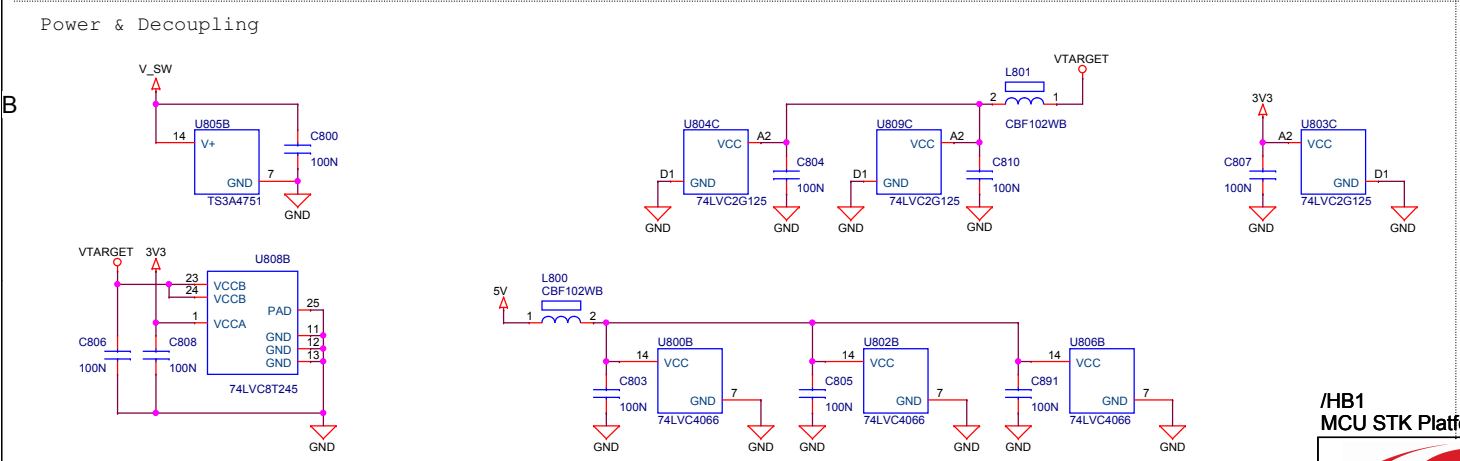 Power & Decoupling
B
V_SW
U805B
14
V+
GND
7
TS3A4751
C800
100N
GND
U804C
A2
VCC
D1
GND
74LVC2G125
GND
C804
100N
GND
U809C
A2
VCC
D1
GND
74LVC2G125
GND
C810
100N
GND
L801
2
1
CBF102WB
VTARGET
3V3
U803C
A2
VCC
C807
100N
GND
D1
74LVC2G125
GND
GND
VTARGET
3V3
U808B
23
VCCB
24
VCCB
PAD
25
1
VCCA
GND
11
GND
12
GND
13
C806
100N
C808
100N
74LVC8T245
GND
5V
L800
CBF102WB
1
2
U800B
14
VCC
C803
100N
GND
7
74LVC4066
GND
GND
U802B
14
VCC
C805
100N
GND
7
74LVC4066
GND
GND
U806B
14
VCC
C891
100N
GND
7
74LVC4066
GND
GND
/HB1
MCU STK